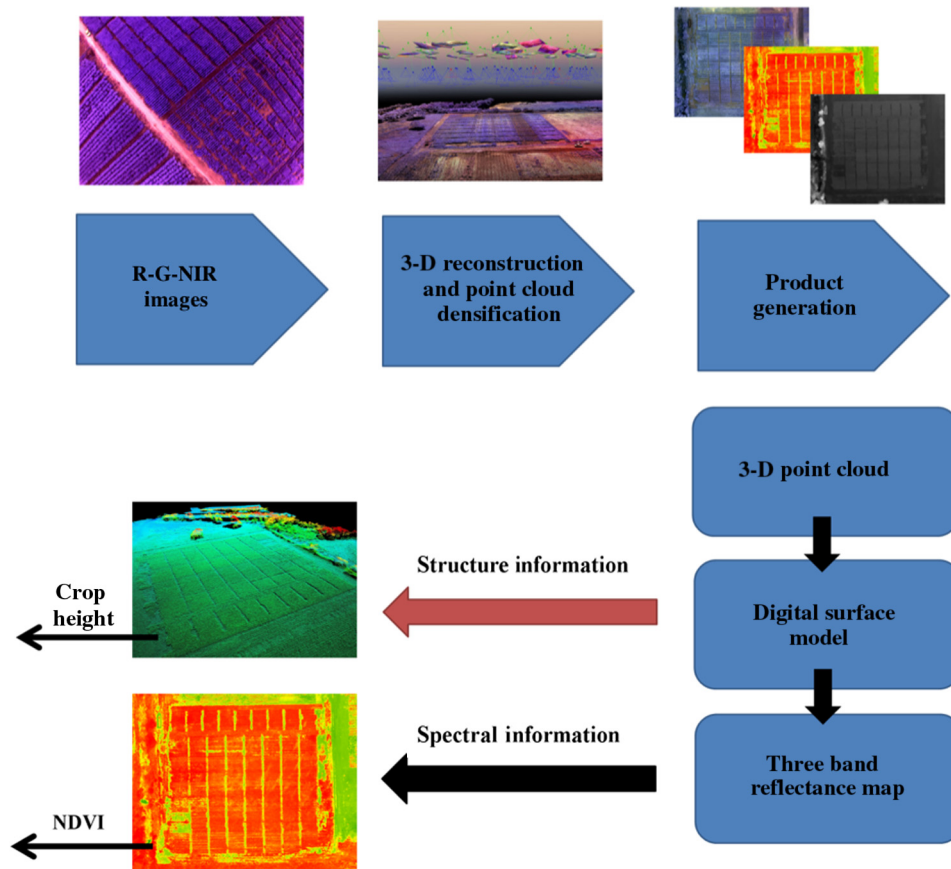 R-G-NIR
images
3-D reconstruction
and point cloud
densification
Product
generation
3-D point cloud
Structure information
Crop
height
Digital surface
model
Spectral information
Three band
reflectance map
NDVI